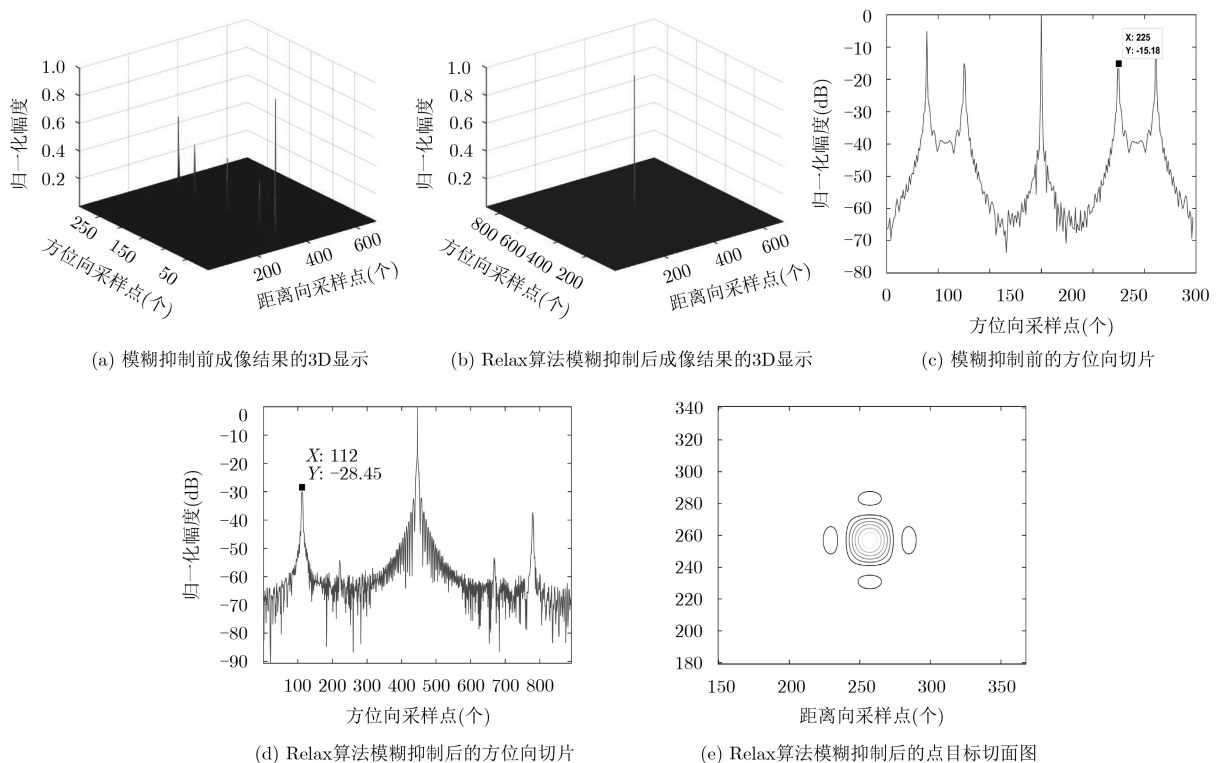 1.0
0.8
0.6
0.4
0.2
归一化幅度
250
150
50
方位向采样点(个)
200
400
600
距离向采样点(个)
(a) 模糊抑制前成像结果的3D显示
1.0
0.8
0.6
0.4
0.2
归一化幅度
800
600
400
200
方位向采样点(个)
200
400
600
距离向采样点(个)
(b) Relax算法模糊抑制后成像结果的3D显示
0
−10
−20
−30
−40
−50
−60
−70
−80
归一化幅度(dB)
X: 225
Y: -15.18
0 100 150 200 250 300
方位向采样点(个)
(c) 模糊抑制前的方位向切片
0
−10
−20
−30
−40
−50
−60
−70
−80
−90
归一化幅度(dB)
X: 112
Y: −28.45
100 200 300 400 500 600 700 800
方位向采样点(个)
(d) Relax算法模糊抑制后的方位向切片
340
320
300
280
260
240
220
200
180
150 200 250 300 350
距离向采样点(个)
(e) Relax算法模糊抑制后的点目标切面图